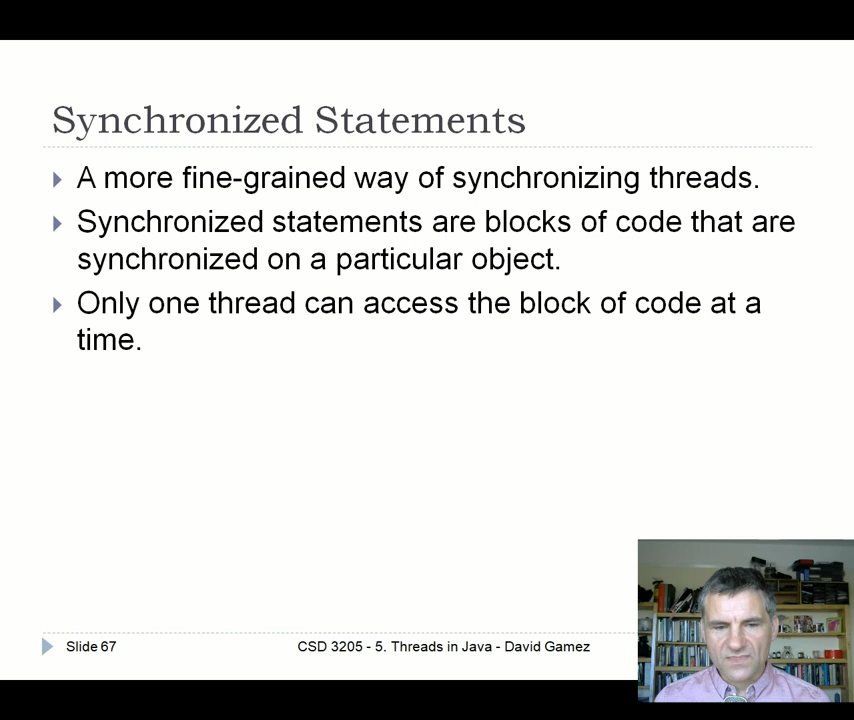 Synchronized Statements
A more fine-grained way of synchronizing threads.
Synchronized statements are blocks of code that are
synchronized on a particular object.
Only one thread can access the block of code at a
time.
Slide 67
CSD 3205 - 5. Threads in Java - David Gamez